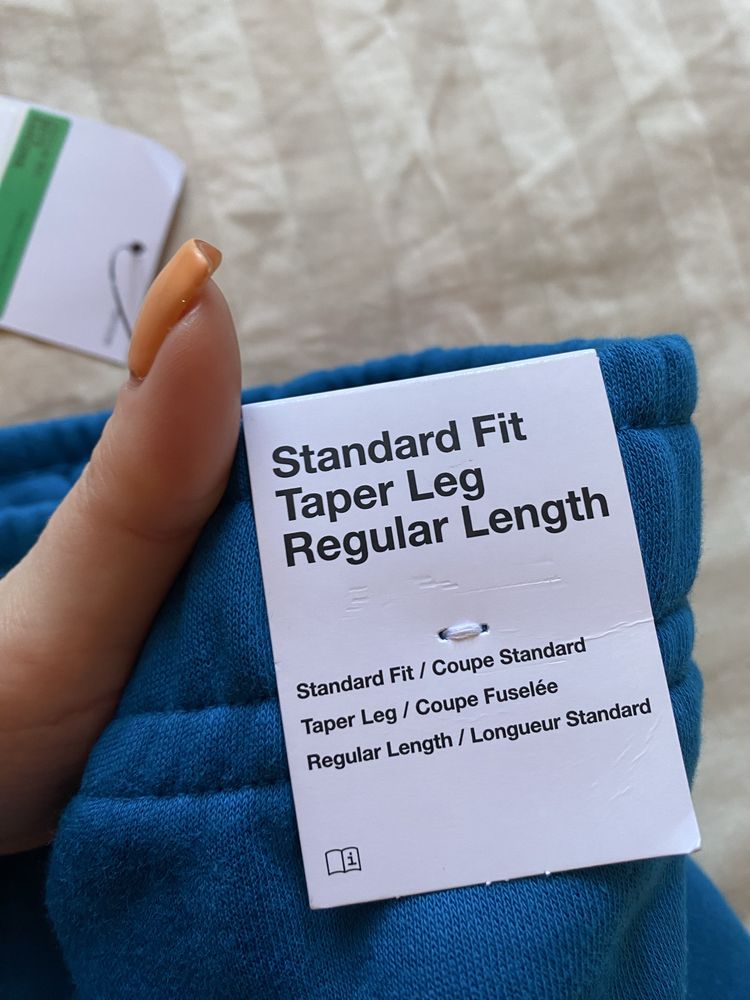 Standard Fit
Taper Leg
Regular Length
Standard Fit / Coupe Standard
Taper Leg / Coupe Fuselée
Regular Length / Longueur Standard
i